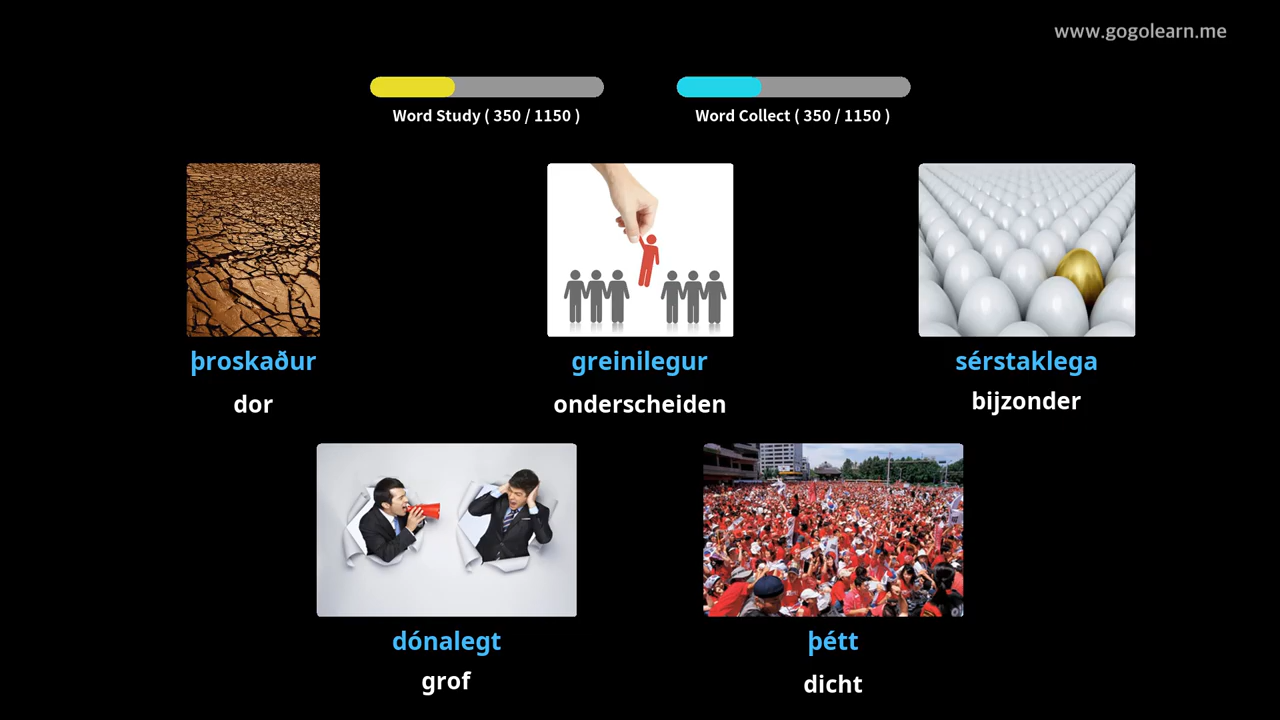 www.gogolearn.me
Word Study ( 350 / 1150 )
Word Collect ( 350 / 1150 )
þroskaður
greinilegur
sérstaklega
dor
onderscheiden
bijzonder
dónalegt
þétt
grof
dicht